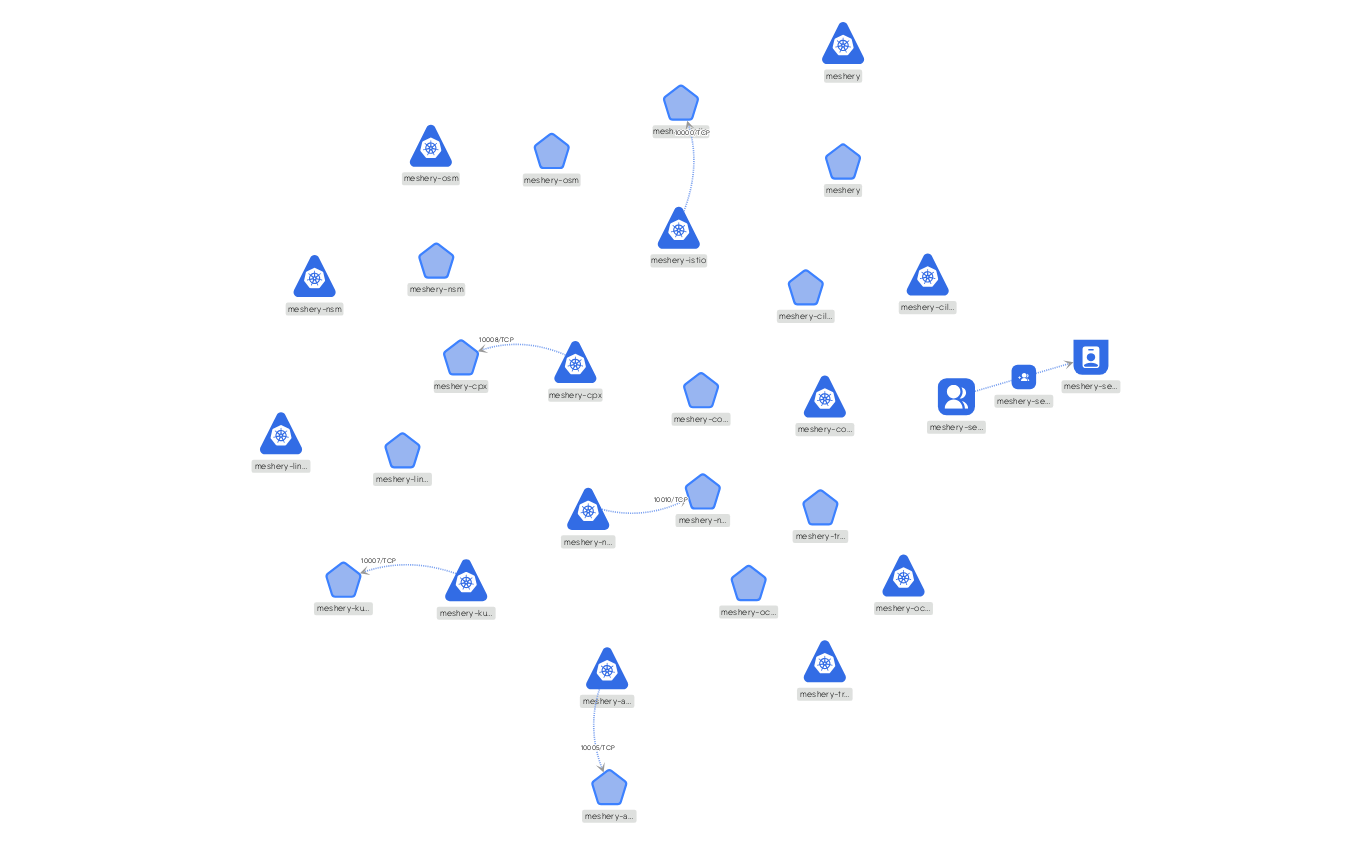 meshery
10000/TCP
meshery-osm
meshery-osm
meshery
meshery-istio
meshery-nsm
meshery-nsm
meshery-cil...
meshery-cil...
10008/TCP
meshery-cpx
meshery-cpx
meshery-se...
meshery-se...
meshery-se...
meshery-co...
meshery-co...
meshery-lin...
meshery-lin...
10010/TCP
meshery-n...
meshery-n...
meshery-tr...
10007/TCP
meshery-ku...
meshery-ku...
meshery-oc...
meshery-oc...
meshery-a...
meshery-tr...
10005/TCP
meshery-a...